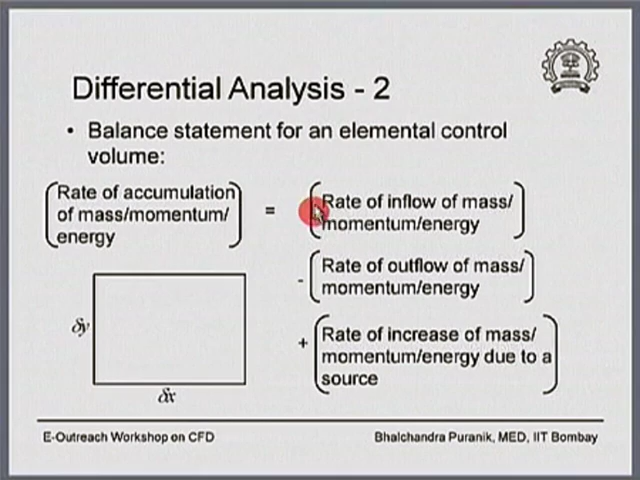 Differential Analysis - 2
• Balance statement for an elemental control
volume:
Rate of accumulation
of mass/momentum/
energy
=
Rate of inflow of mass/
momentum/energy
-
Rate of outflow of mass/
momentum/energy
+
Rate of increase of mass/
momentum/energy due to a
source
δy
δx
E-Outreach Workshop on CFD
Bhalchandra Puranik, MED, IIT Bombay